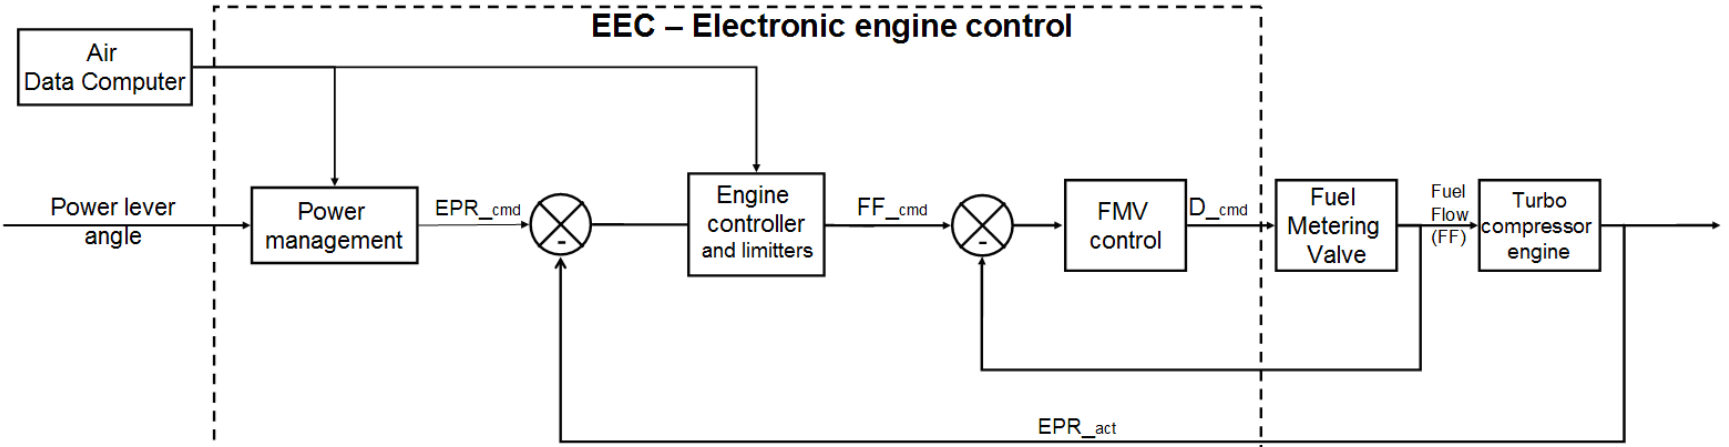 EEC – Electronic engine control
Air
Data Computer
Power lever
angle
Power
management
EPR_cmd
-
Engine
controller
and limitters
FF_cmd
-
FMV
control
D_cmd
Fuel
Metering
Valve
Fuel
Flow
(FF)
Turbo
compressor
engine
EPR_act